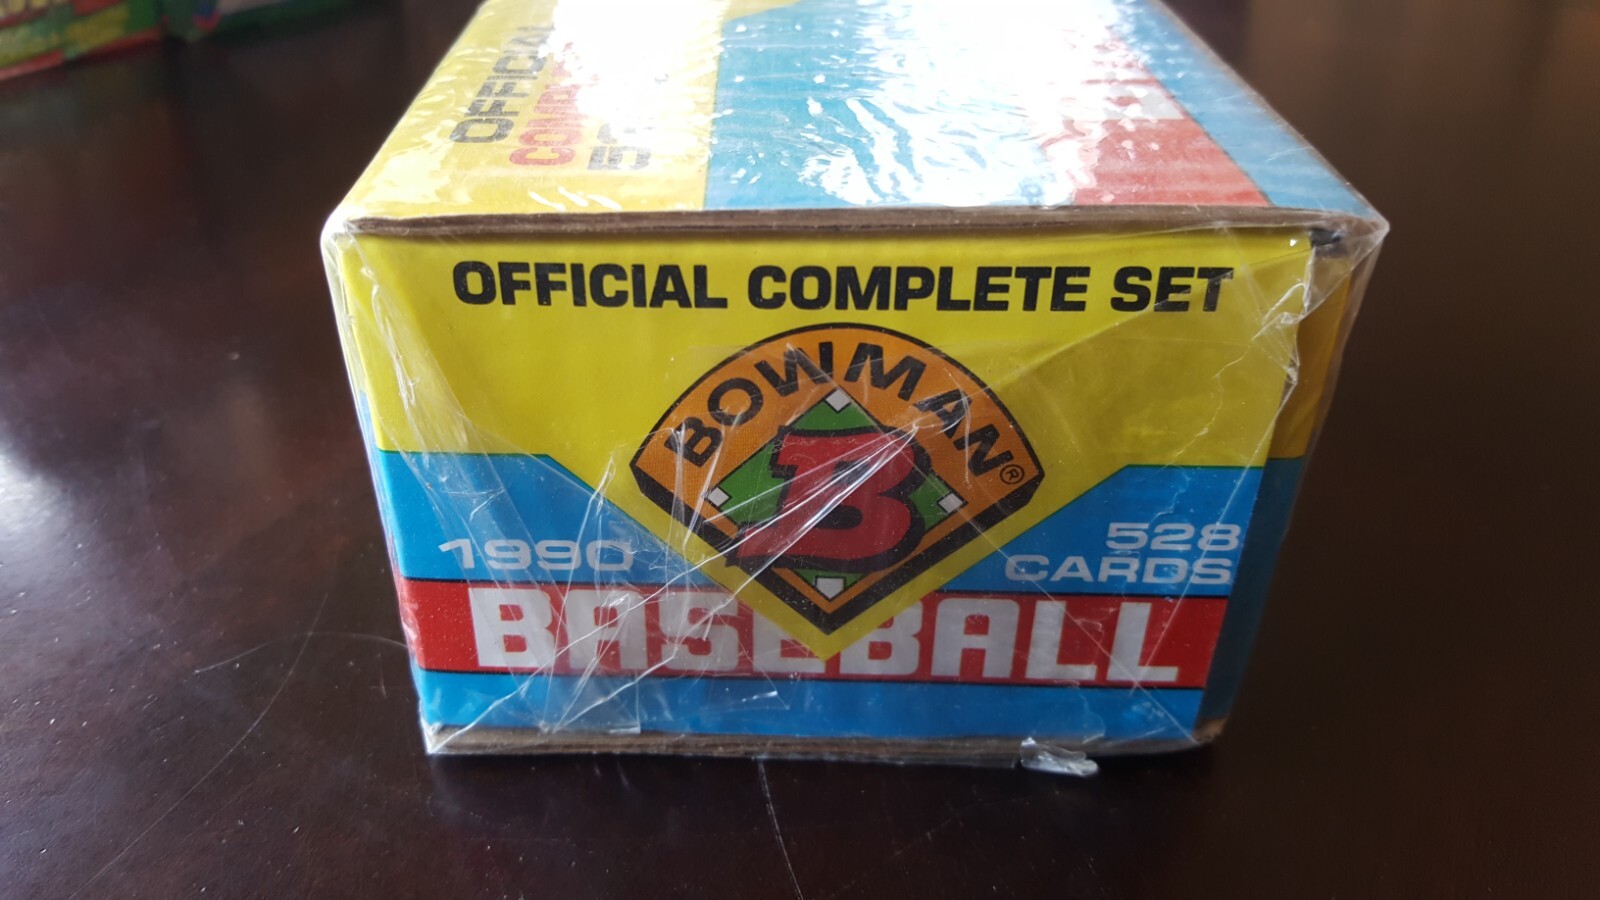 OFFICIAL
OFFICIAL COMPLETE SET
BOWMAN®
B
1990
528
CARDS
BASEBALL